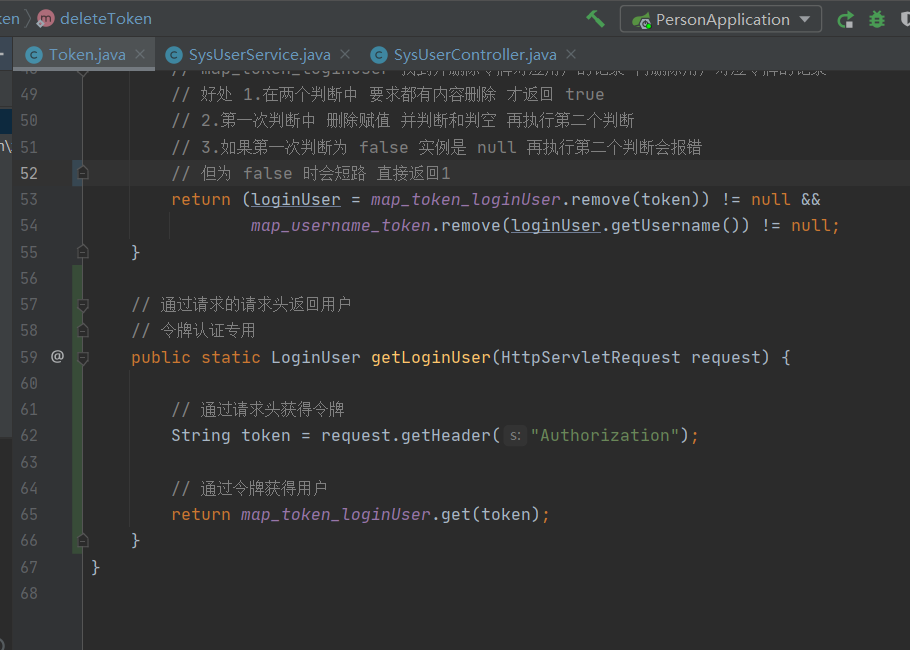 en > deleteToken
PersonApplication
Token.java
SysUserService.java
SysUserController.java
49 // 好处 1.在两个判断中 要求都有内容删除 才返回 true
50 // 2.第一次判断中 删除赋值 并判断和判空 再执行第二个判断
51 // 3.如果第一次判断为 false 实例是 null 再执行第二个判断会报错
52 // 但为 false 时会短路 直接返回1
53 return (loginUser = map_token_loginUser.remove(token)) != null &&
54 map_username_token.remove(loginUser.getUsername()) != null;
55 }
56
57 // 通过请求的请求头返回用户
58 // 令牌认证专用
59 @ public static LoginUser getLoginUser(HttpServletRequest request) {
60
61 // 通过请求头获得令牌
62 String token = request.getHeader( s: "Authorization");
63
64 // 通过令牌获得用户
65 return map_token_loginUser.get(token);
66 }
67 }
68